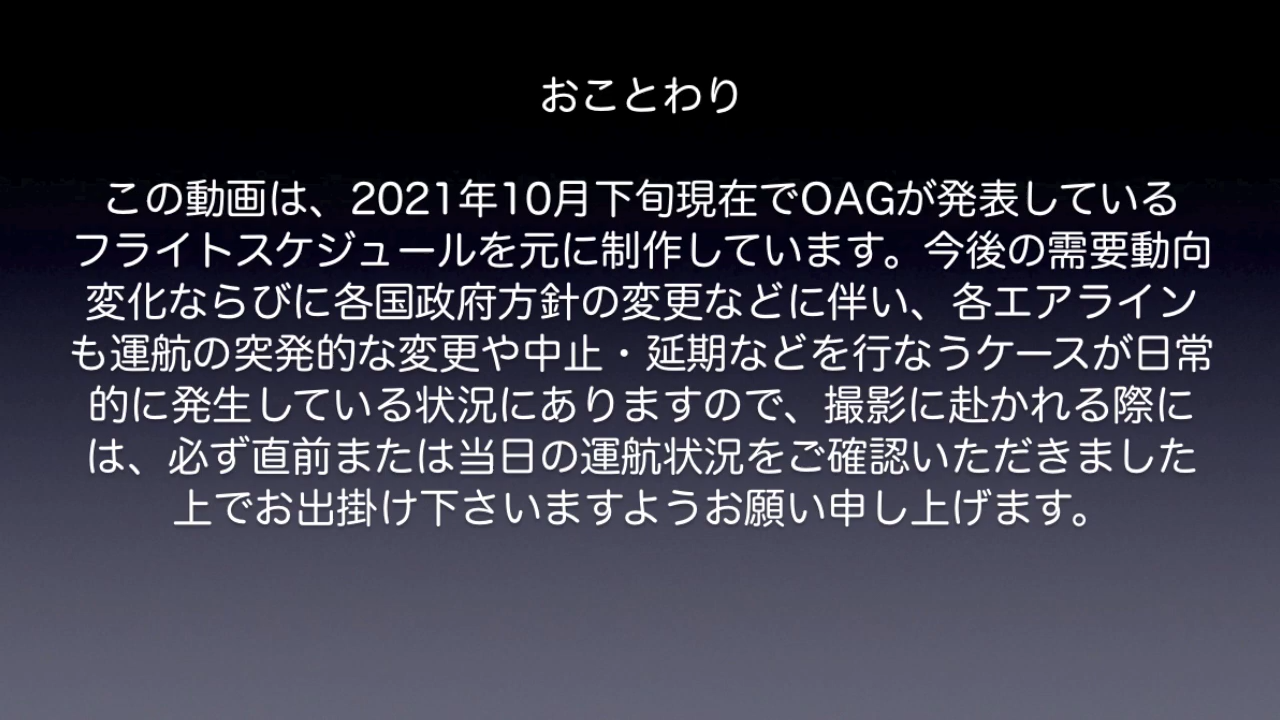 おことわり
この動画は、2021年10月下旬現在でOAGが発表している
フライトスケジュールを元に制作しています。今後の需要動向
変化ならびに各国政府方針の変更などに伴い、各エアライン
も運航の突発的な変更や中止・延期などを行なうケースが日常
的に発生している状況にありますので、撮影に赴かれる際に
は、必ず直前または当日の運航状況をご確認いただきました
上でお出掛け下さいますようお願い申し上げます。